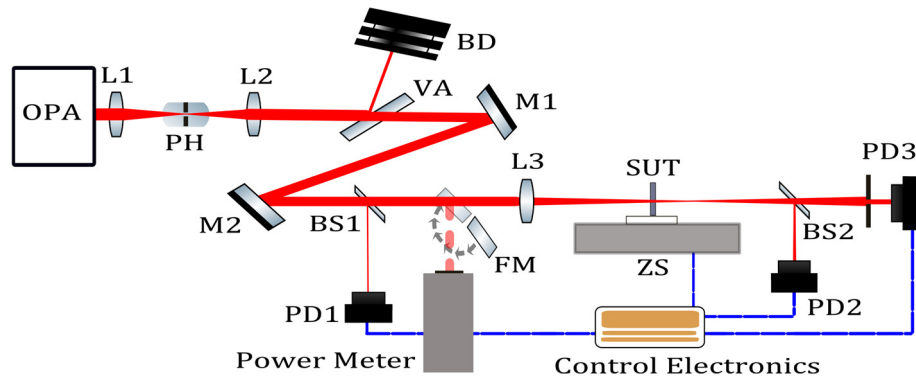 BD
L1
L2
VA
M1
OPA
PH
L3
SUT
PD3
M2
BS1
FM
ZS
BS2
PD1
PD2
Power Meter
Control Electronics